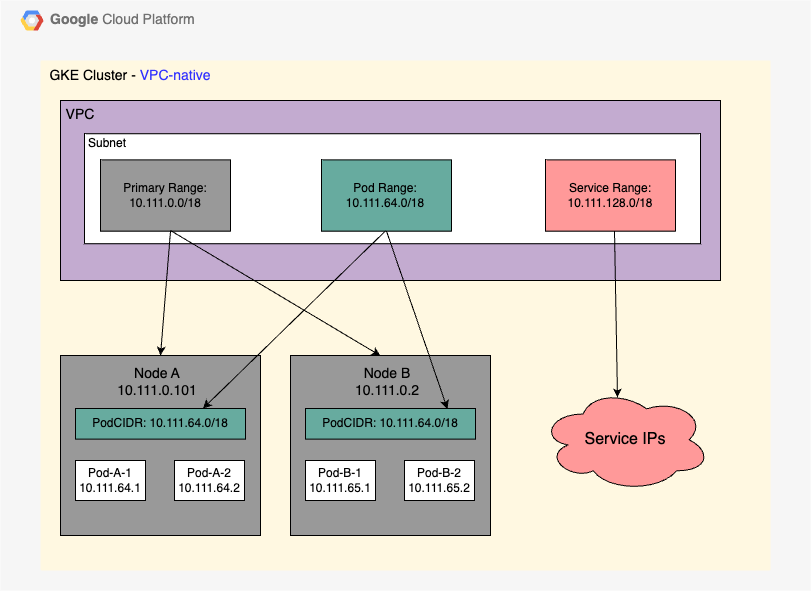 Google Cloud Platform
GKE Cluster - VPC-native
VPC
Subnet
Primary Range:
10.111.0.0/18
Pod Range:
10.111.64.0/18
Service Range:
10.111.128.0/18
Node A
10.111.0.101
PodCIDR: 10.111.64.0/18
Pod-A-1
10.111.64.1
Pod-A-2
10.111.64.2
Node B
10.111.0.2
PodCIDR: 10.111.64.0/18
Pod-B-1
10.111.65.1
Pod-B-2
10.111.65.2
Service IPs